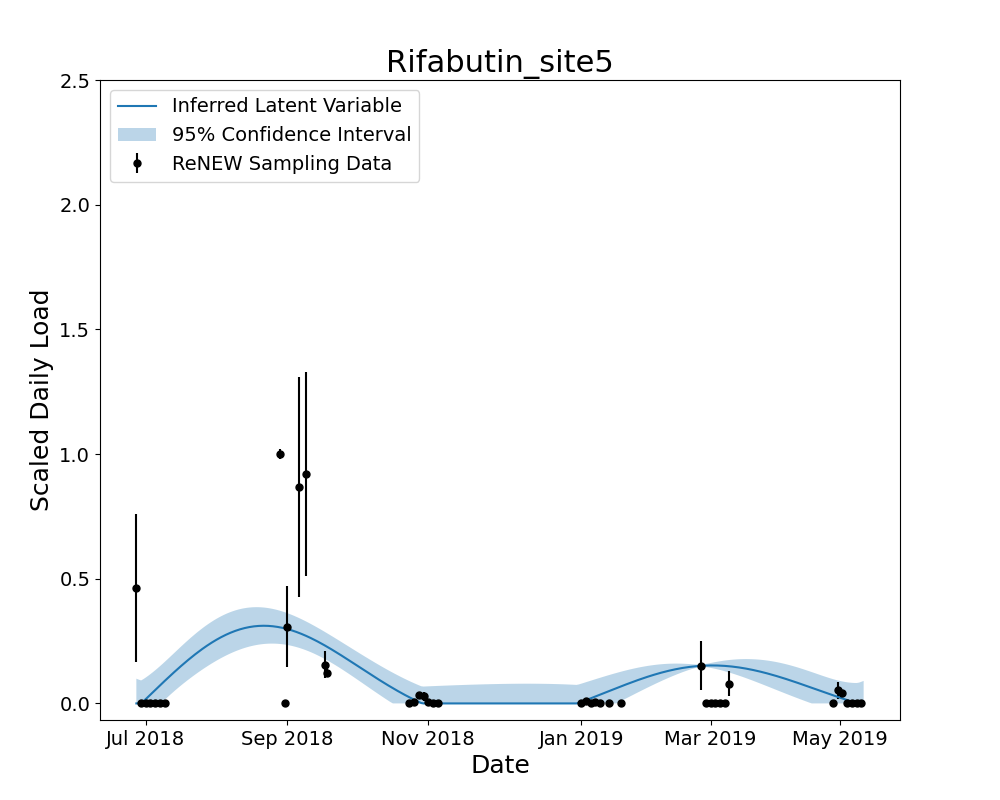 Rifabutin_site5
2.5
2.0
1.5
1.0
0.5
0.0
Scaled Daily Load
Inferred Latent Variable
95% Confidence Interval
ReNEW Sampling Data
Jul 2018 Sep 2018 Nov 2018 Jan 2019 Mar 2019 May 2019
Date